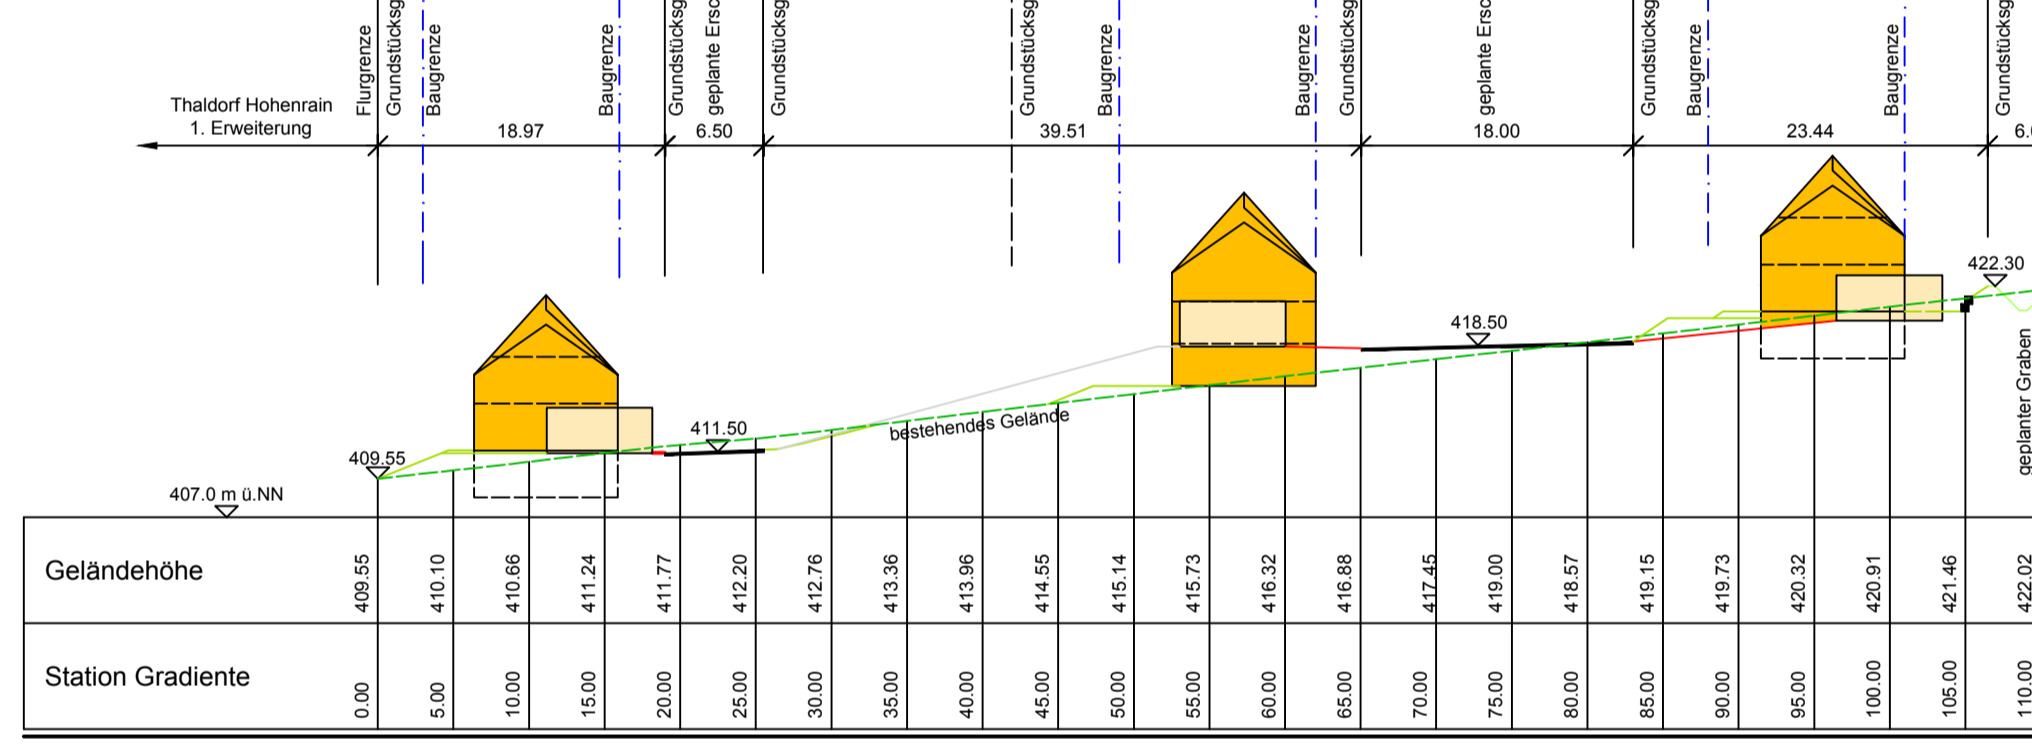 Flurgrenze
Grundstücksg
Baugrenze
Baugrenze
Grundstücksg
geplante Ersc
Grundstücksg
Grundstücksg
Baugrenze
Baugrenze
Grundstücksg
geplante Ersc
Grundstücksg
Baugrenze
Baugrenze
Grundstücksg
Thaldorf Hohenrain
1. Erweiterung
18.97
6.50
39.51
18.00
23.44
422.30
418.50
411.50
bestehendes Gelände
409.55
geplanter Graben
407.0 m ü.NN
Geländehöhe 409.55 410.10 410.66 411.24 411.77 412.20 412.76 413.36 413.96 414.55 415.14 415.73 416.32 416.88 417.45 419.00 418.57 419.15 419.73 420.32 420.91 421.46 422.02
Station Gradiente 0.00 5.00 10.00 15.00 20.00 25.00 30.00 35.00 40.00 45.00 50.00 55.00 60.00 65.00 70.00 75.00 80.00 85.00 90.00 95.00 100.00 105.00 110.00